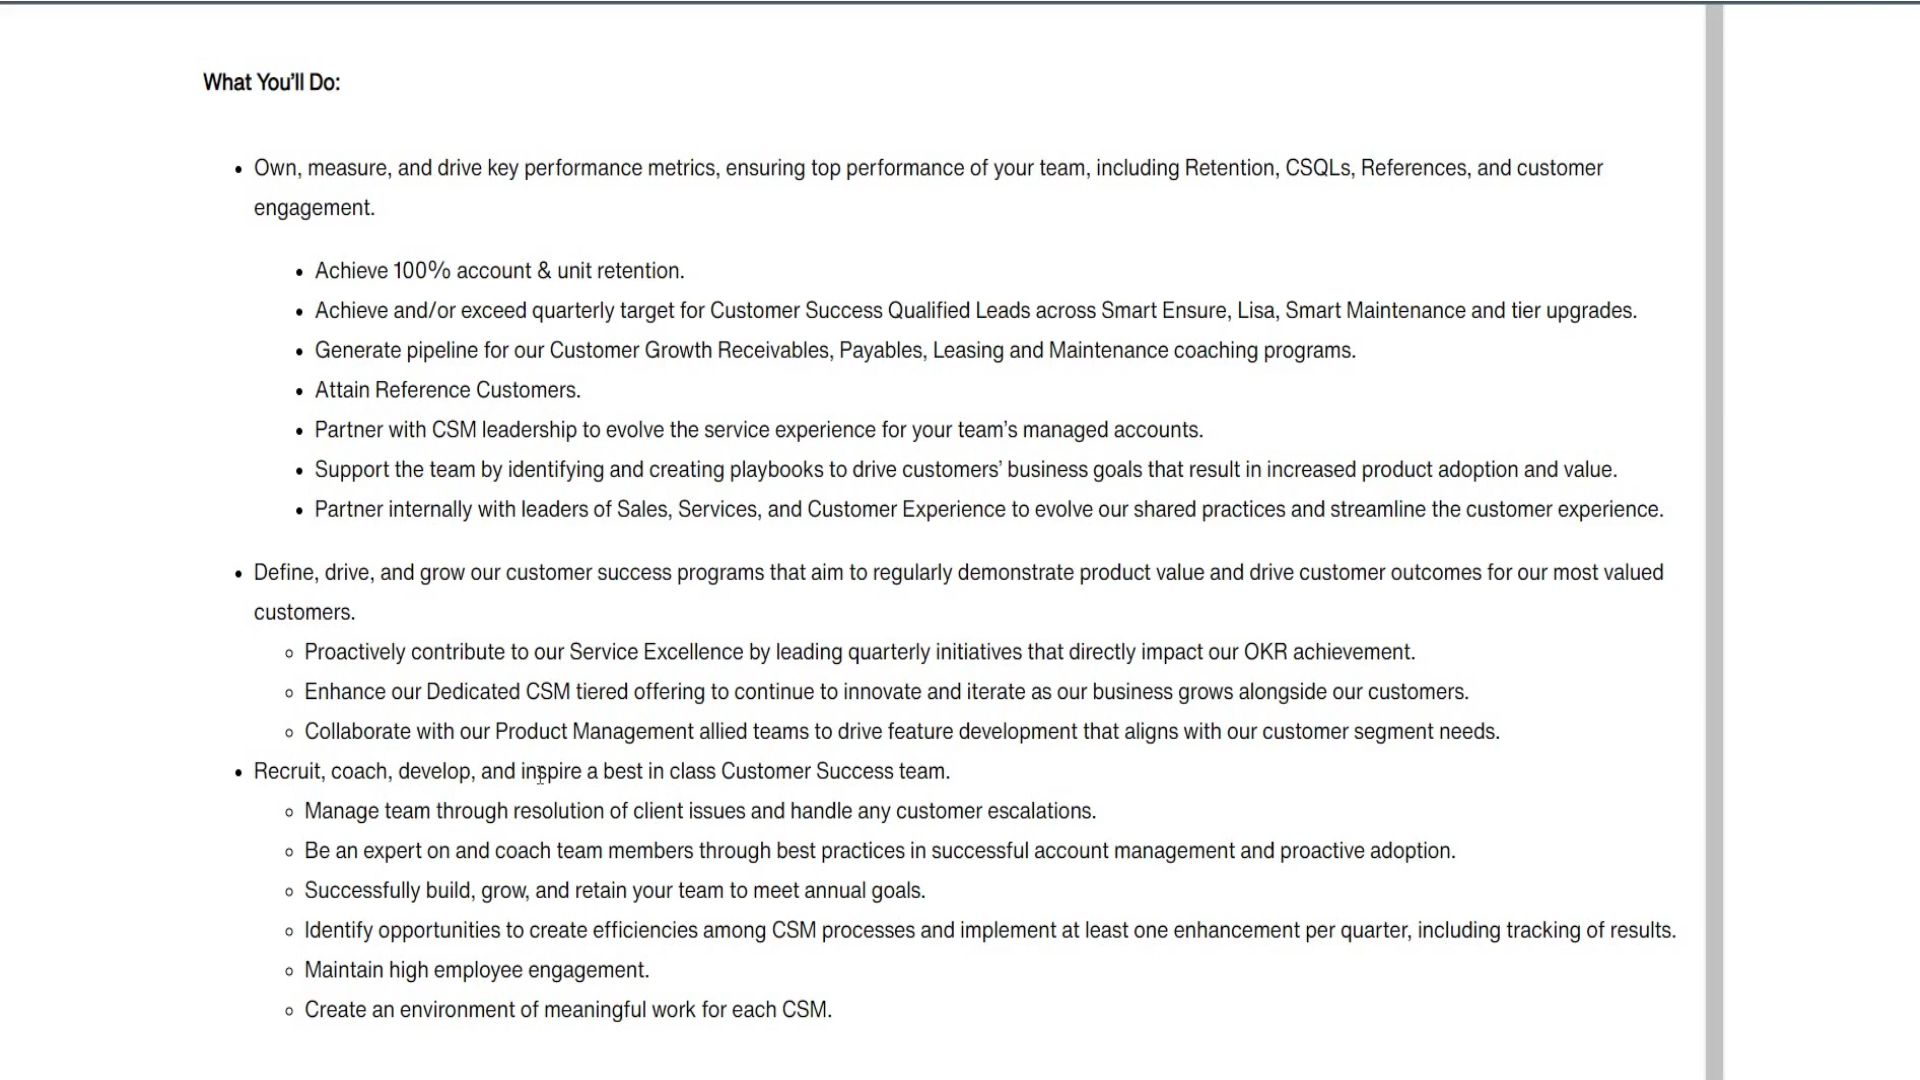 What You'll Do:
• Own, measure, and drive key performance metrics, ensuring top performance of your team, including Retention, CSQLs, References, and customer
engagement.
• Achieve 100% account & unit retention.
• Achieve and/or exceed quarterly target for Customer Success Qualified Leads across Smart Ensure, Lisa, Smart Maintenance and tier upgrades.
• Generate pipeline for our Customer Growth Receivables, Payables, Leasing and Maintenance coaching programs.
• Attain Reference Customers.
• Partner with CSM leadership to evolve the service experience for your team's managed accounts.
• Support the team by identifying and creating playbooks to drive customers' business goals that result in increased product adoption and value.
• Partner internally with leaders of Sales, Services, and Customer Experience to evolve our shared practices and streamline the customer experience.
• Define, drive, and grow our customer success programs that aim to regularly demonstrate product value and drive customer outcomes for our most valued
customers.
◦ Proactively contribute to our Service Excellence by leading quarterly initiatives that directly impact our OKR achievement.
◦ Enhance our Dedicated CSM tiered offering to continue to innovate and iterate as our business grows alongside our customers.
◦ Collaborate with our Product Management allied teams to drive feature development that aligns with our customer segment needs.
• Recruit, coach, develop, and inspire a best in class Customer Success team.
◦ Manage team through resolution of client issues and handle any customer escalations.
◦ Be an expert on and coach team members through best practices in successful account management and proactive adoption.
◦ Successfully build, grow, and retain your team to meet annual goals.
◦ Identify opportunities to create efficiencies among CSM processes and implement at least one enhancement per quarter, including tracking of results.
◦ Maintain high employee engagement.
◦ Create an environment of meaningful work for each CSM.